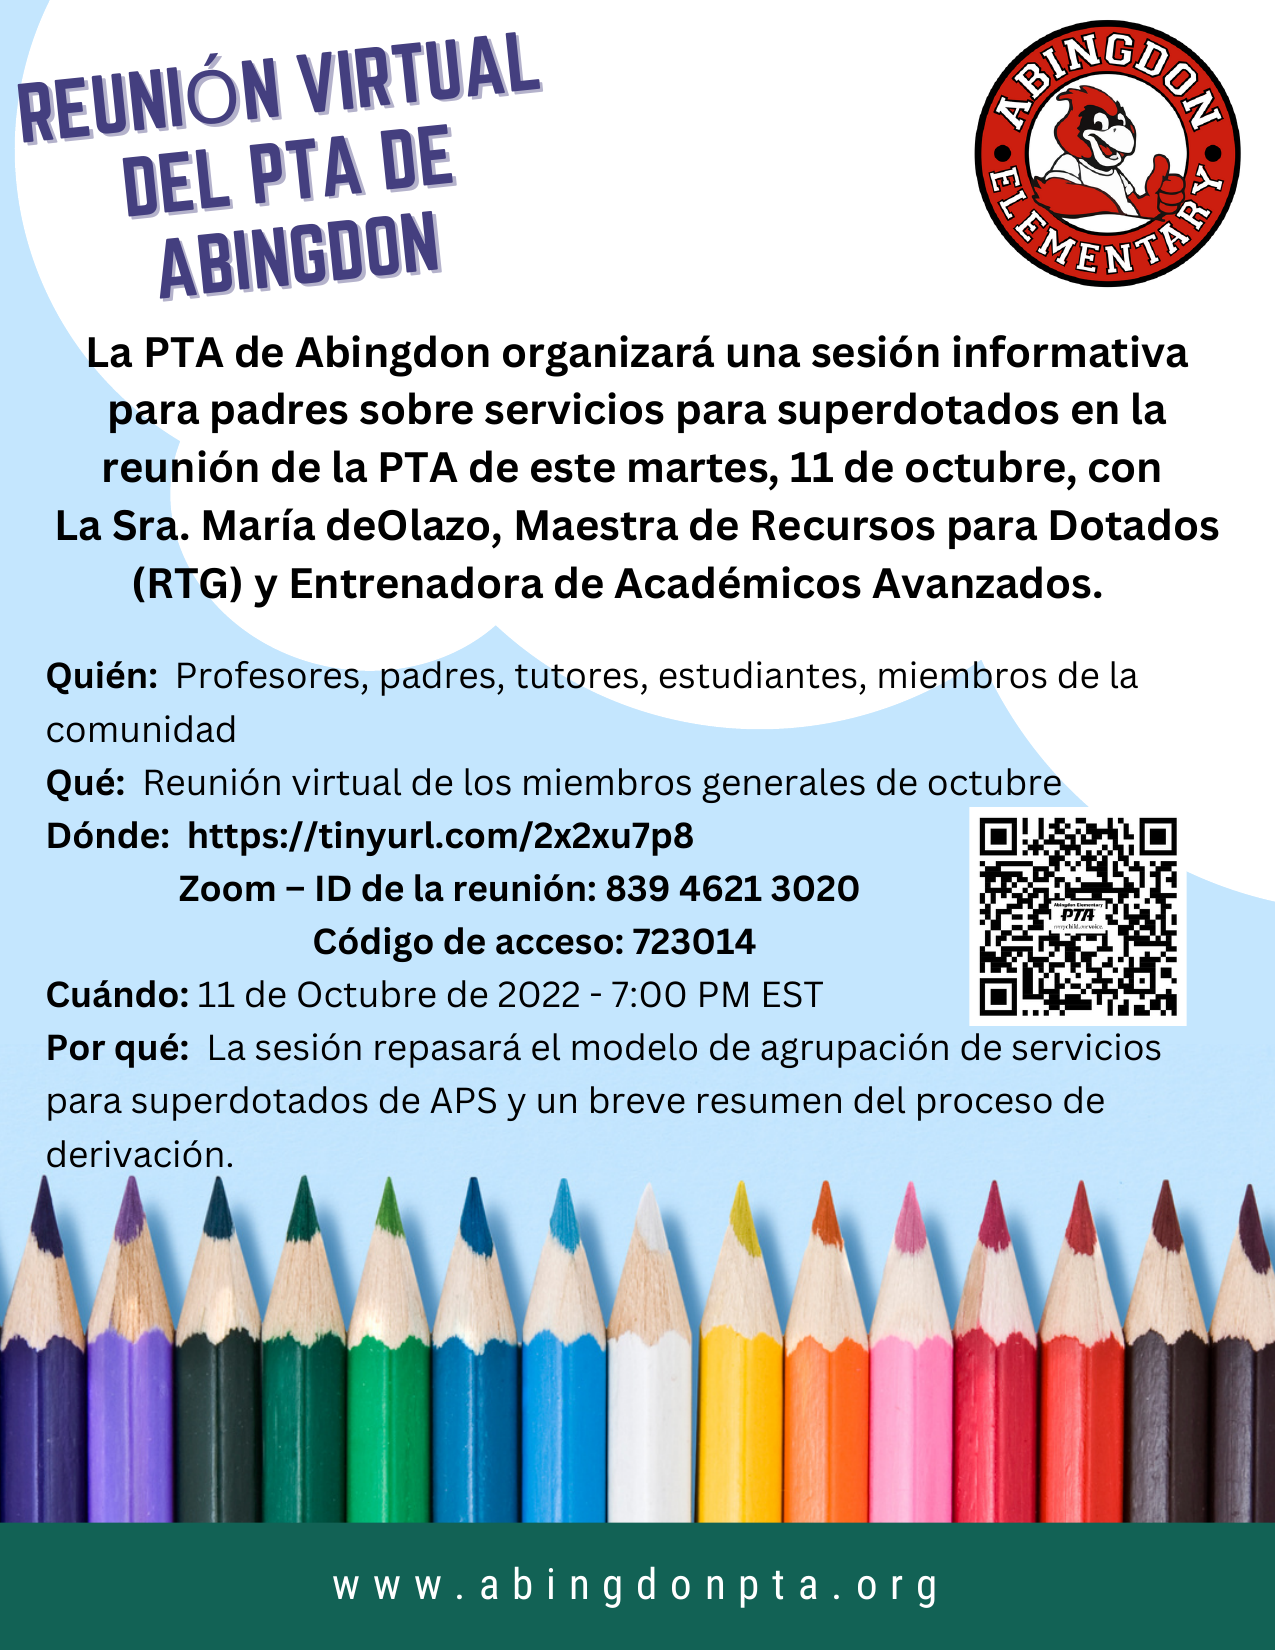 REUNIÓN VIRTUAL
DEL PTA DE
ABINGDON
ABINGDON
ELEMENTARY
La PTA de Abingdon organizará una sesión informativa
para padres sobre servicios para superdotados en la
reunión de la PTA de este martes, 11 de octubre, con
La Sra. María deOlazo, Maestra de Recursos para Dotados
(RTG) y Entrenadora de Académicos Avanzados.
Quién: Profesores, padres, tutores, estudiantes, miembros de la
comunidad
Qué: Reunión virtual de los miembros generales de octubre
Dónde: https://tinyurl.com/2x2xu7p8
Zoom – ID de la reunión: 839 4621 3020
Código de acceso: 723014
Abingdon Elementary
PTA
everychild.onevoice.
Cuándo: 11 de Octubre de 2022 - 7:00 PM EST
Por qué: La sesión repasará el modelo de agrupación de servicios
para superdotados de APS y un breve resumen del proceso de
derivación.
www.abingdonpta.org